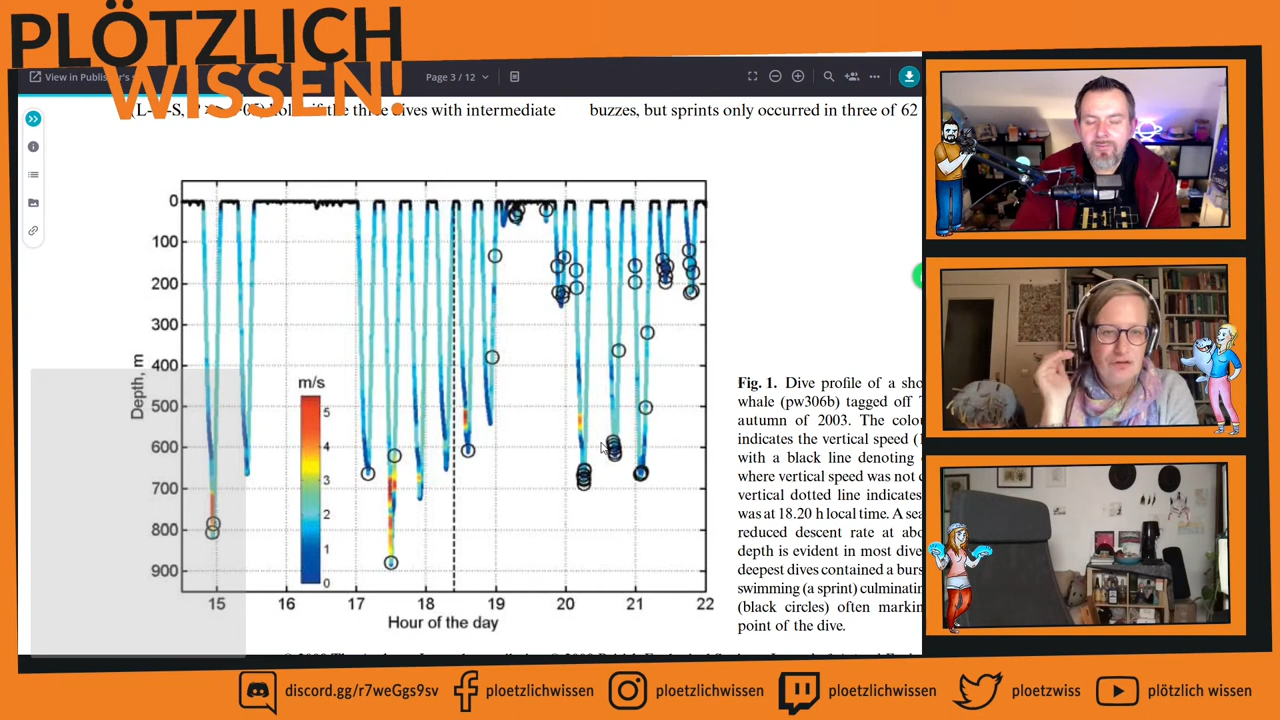 PLÖTZLICH
WISSEN!
View in Publisher's
Page 3 / 12
if the three dives with intermediate
buzzes, but sprints only occurred in three of 62
0
100
200
300
400
500
600
700
800
900
Depth, m
m/s
5
4
3
2
1
0
15 16 17 18 19 20 21 22
Hour of the day
Fig. 1. Dive profile of a sho
whale (pw306b) tagged off
autumn of 2003. The colou
indicates the vertical speed (
with a black line denoting
where vertical speed was not
vertical dotted line indicates
was at 18.20 h local time. A sea
reduced descent rate at abo
depth is evident in most dive
deepest dives contained a burs
swimming (a sprint) culminatin
(black circles) often markin
point of the dive.
discord.gg/r7weGgs9sv
ploetzlichwissen
ploetzlichwissen
ploetzlichwissen
ploetzwiss
plötzlich wissen